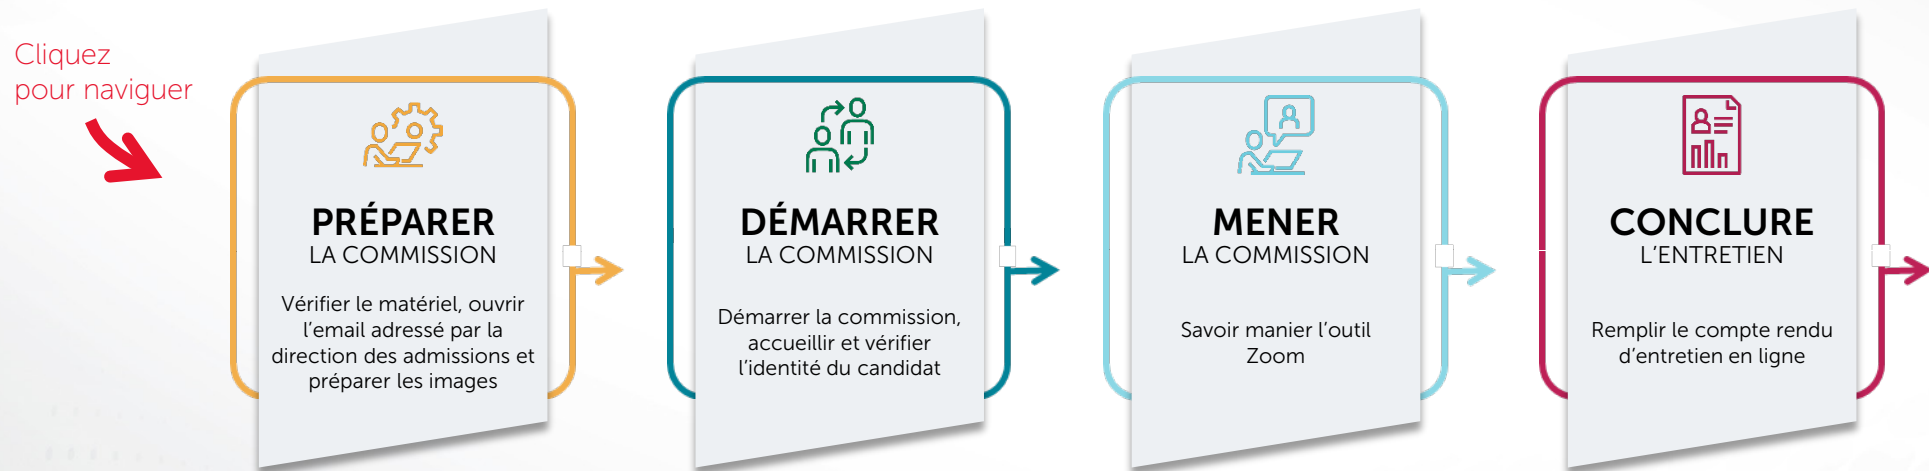 Cliquez
pour naviguer
PRÉPARER
LA COMMISSION
Vérifier le matériel, ouvrir
l’email adressé par la
direction des admissions et
préparer les images
DÉMARRER
LA COMMISSION
Démarrer la commission,
accueillir et vérifier
l’identité du candidat
MENER
LA COMMISSION
Savoir manier l’outil
Zoom
CONCLURE
L’ENTRETIEN
Remplir le compte rendu
d’entretien en ligne